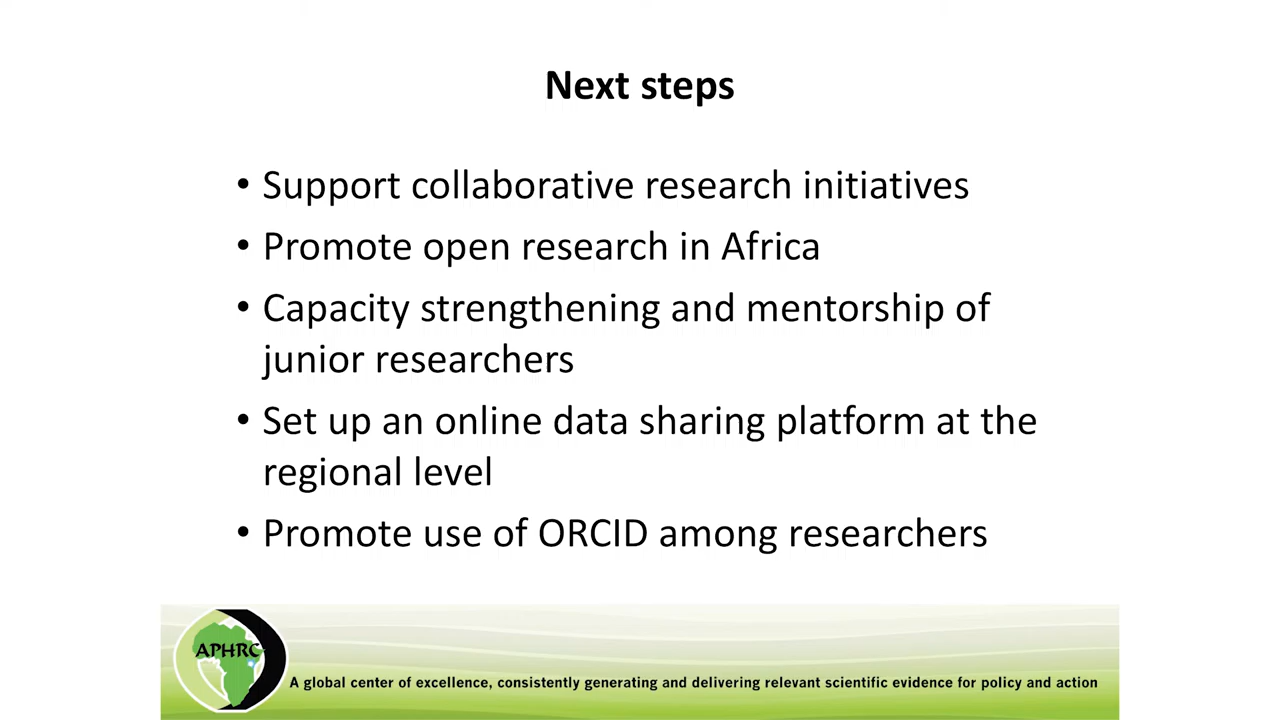 Next steps
• Support collaborative research initiatives
• Promote open research in Africa
• Capacity strengthening and mentorship of
junior researchers
• Set up an online data sharing platform at the
regional level
• Promote use of ORCID among researchers
APHRC
A global center of excellence, consistently generating and delivering relevant scientific evidence for policy and action